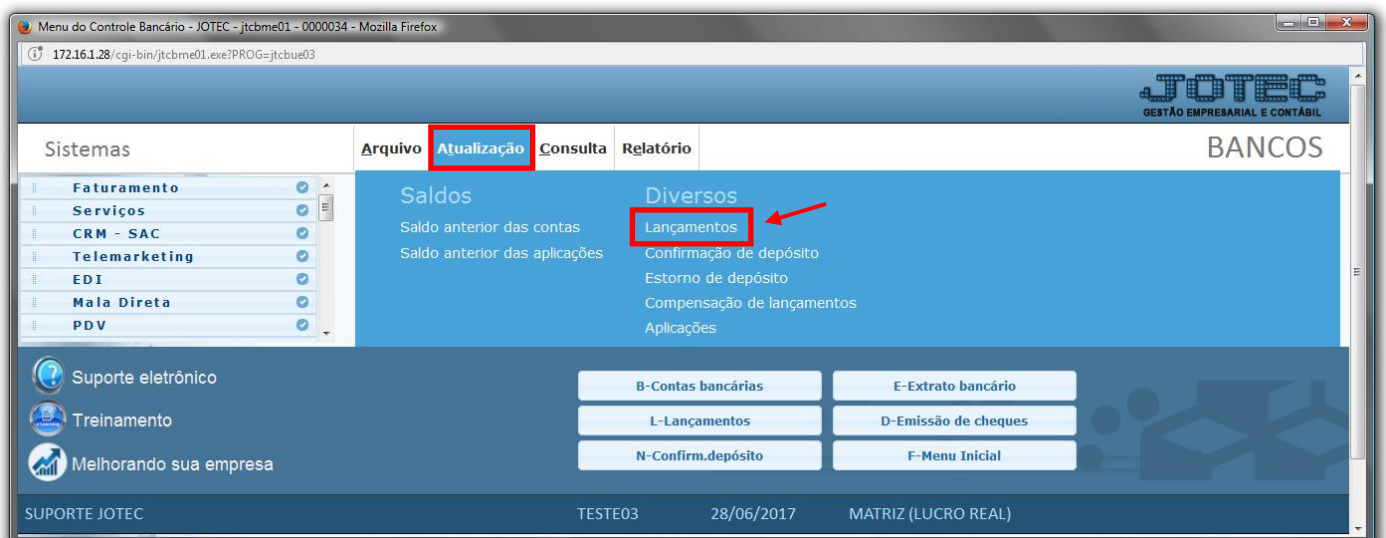 Menu do Controle Bancário - JOTEC - jtcbme01 - 0000034 - Mozilla Firefox
172.16.1.28/cgi-bin/jtcbme01.exe?PROG=jtcbue03
JOTEC
GESTÃO EMPRESARIAL E CONTÁBIL
Sistemas
Arquivo Atualização Consulta Relatório
BANCOS
Faturamento
Serviços
CRM - SAC
Telemarketing
EDI
Mala Direta
PDV
Saldos
Saldo anterior das contas
Saldo anterior das aplicações
Diversos
Lançamentos
Confirmação de depósito
Estorno de depósito
Compensação de lançamentos
Aplicações
Suporte eletrônico
Treinamento
Melhorando sua empresa
B-Contas bancárias E-Extrato bancário
L-Lançamentos D-Emissão de cheques
N-Confirm.depósito F-Menu Inicial
SUPORTE JOTEC TESTE03 28/06/2017 MATRIZ (LUCRO REAL)